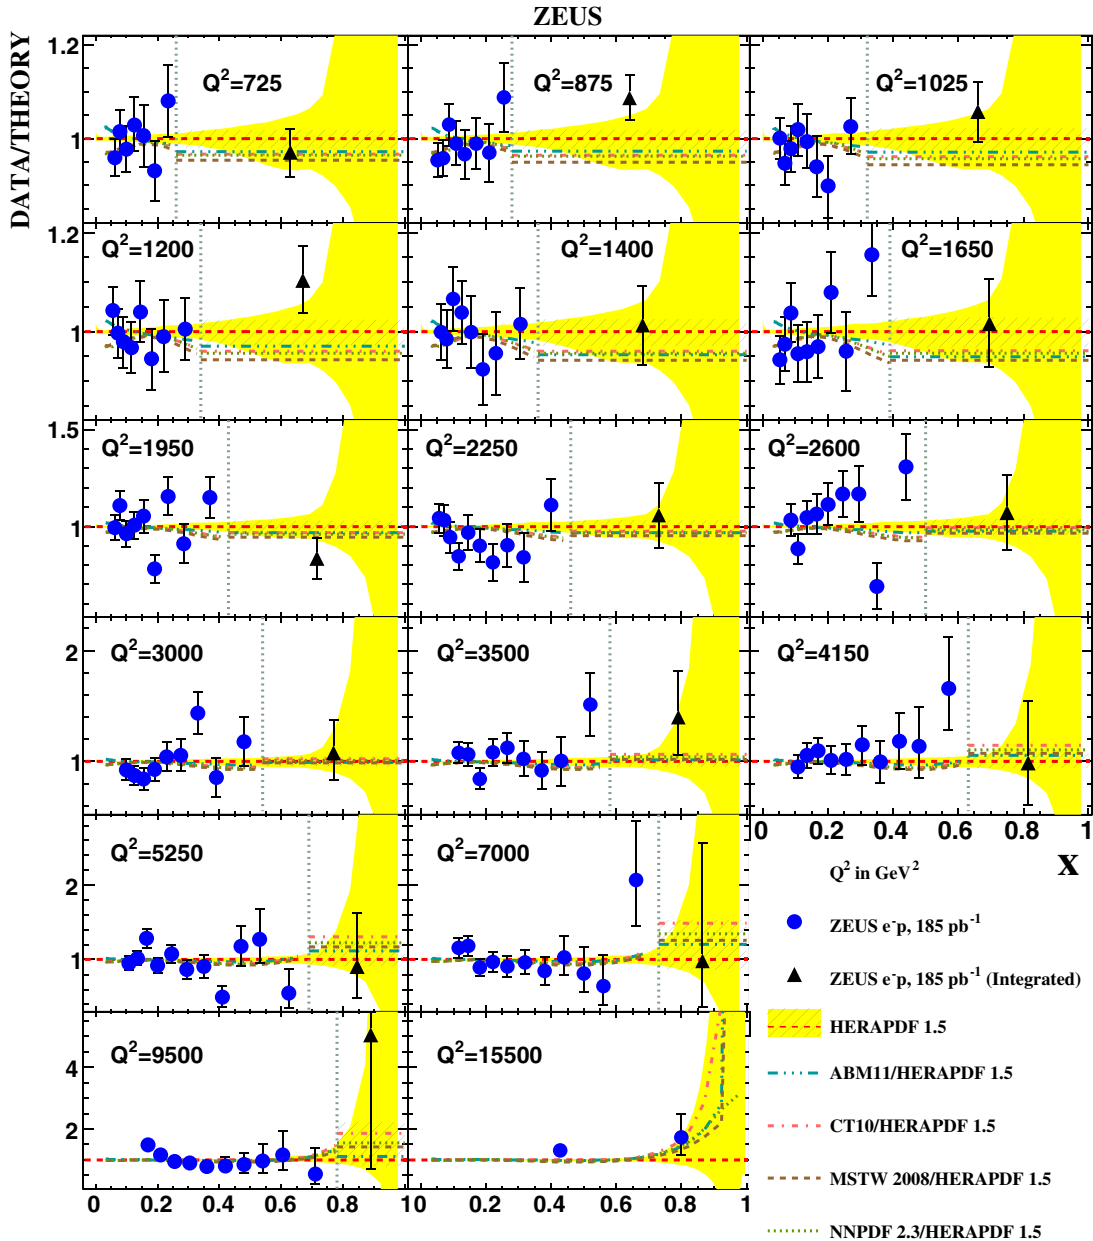 ZEUS
DATA/THEORY
1.2
1
Q²=725
Q²=875
Q²=1025
1.2
1
Q²=1200
Q²=1400
Q²=1650
1.5
1
Q²=1950
Q²=2250
Q²=2600
2
1
Q²=3000
Q²=3500
Q²=4150
0 0.2 0.4 0.6 0.8 1
2
1
Q²=5250
Q²=7000
x
Q² in GeV²
ZEUS e⁻p, 185 pb⁻¹
ZEUS e⁻p, 185 pb⁻¹ (Integrated)
4
2
Q²=9500
Q²=15500
0 0.2 0.4 0.6 0.8 1 0 0.2 0.4 0.6 0.8 1
HERAPDF 1.5
ABM11/HERAPDF 1.5
CT10/HERAPDF 1.5
MSTW 2008/HERAPDF 1.5
NNPDF 2.3/HERAPDF 1.5